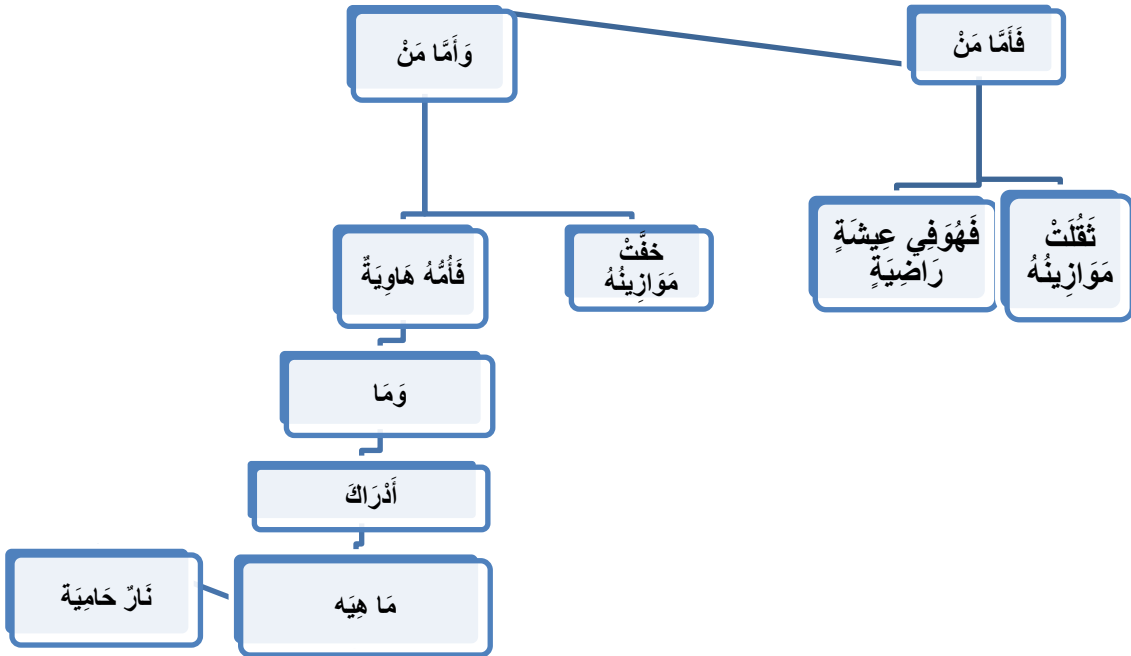 فَأَمَّا مَنْ
ثَقُلَتْ
مَوَازِينُهُ
فَهُوَفِي عِيشَةٍ
رَاضِيَةٍ
وَأَمَّا مَنْ
خفَّتْ
مَوَازِينُهُ
فَأُمُّهُ هَاوِيَةٌ
وَمَا
أَدْرَاكَ
مَا هِيَه
نَارٌ حَامِيَة